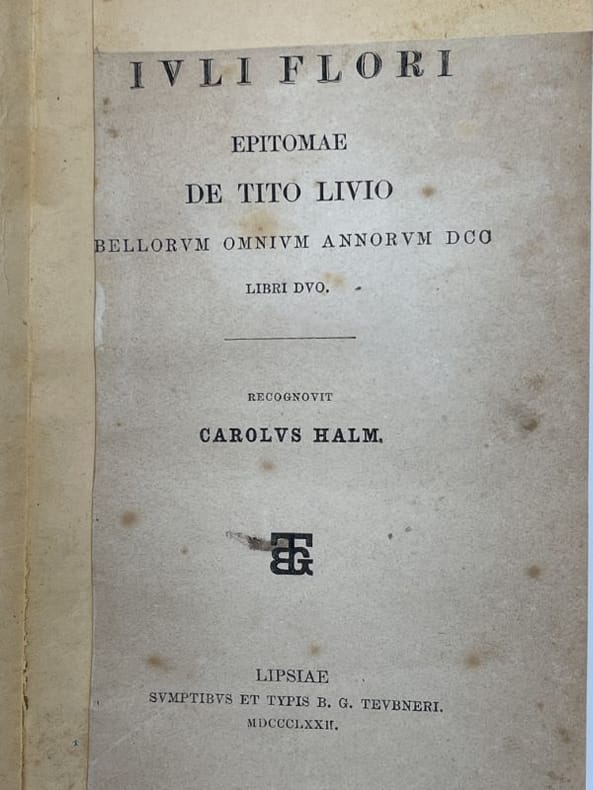 IVLI FLORI
EPITOMAE
DE TITO LIVIO
BELLORVM OMNIVM ANNORVM DCC
LIBRI DVO.
RECOGNOVIT
CAROLVS HALM.
BTG
LIPSIAE
SVMPTIBVS ET TYPIS B. G. TEVBNERI.
MDCCCLXXII.